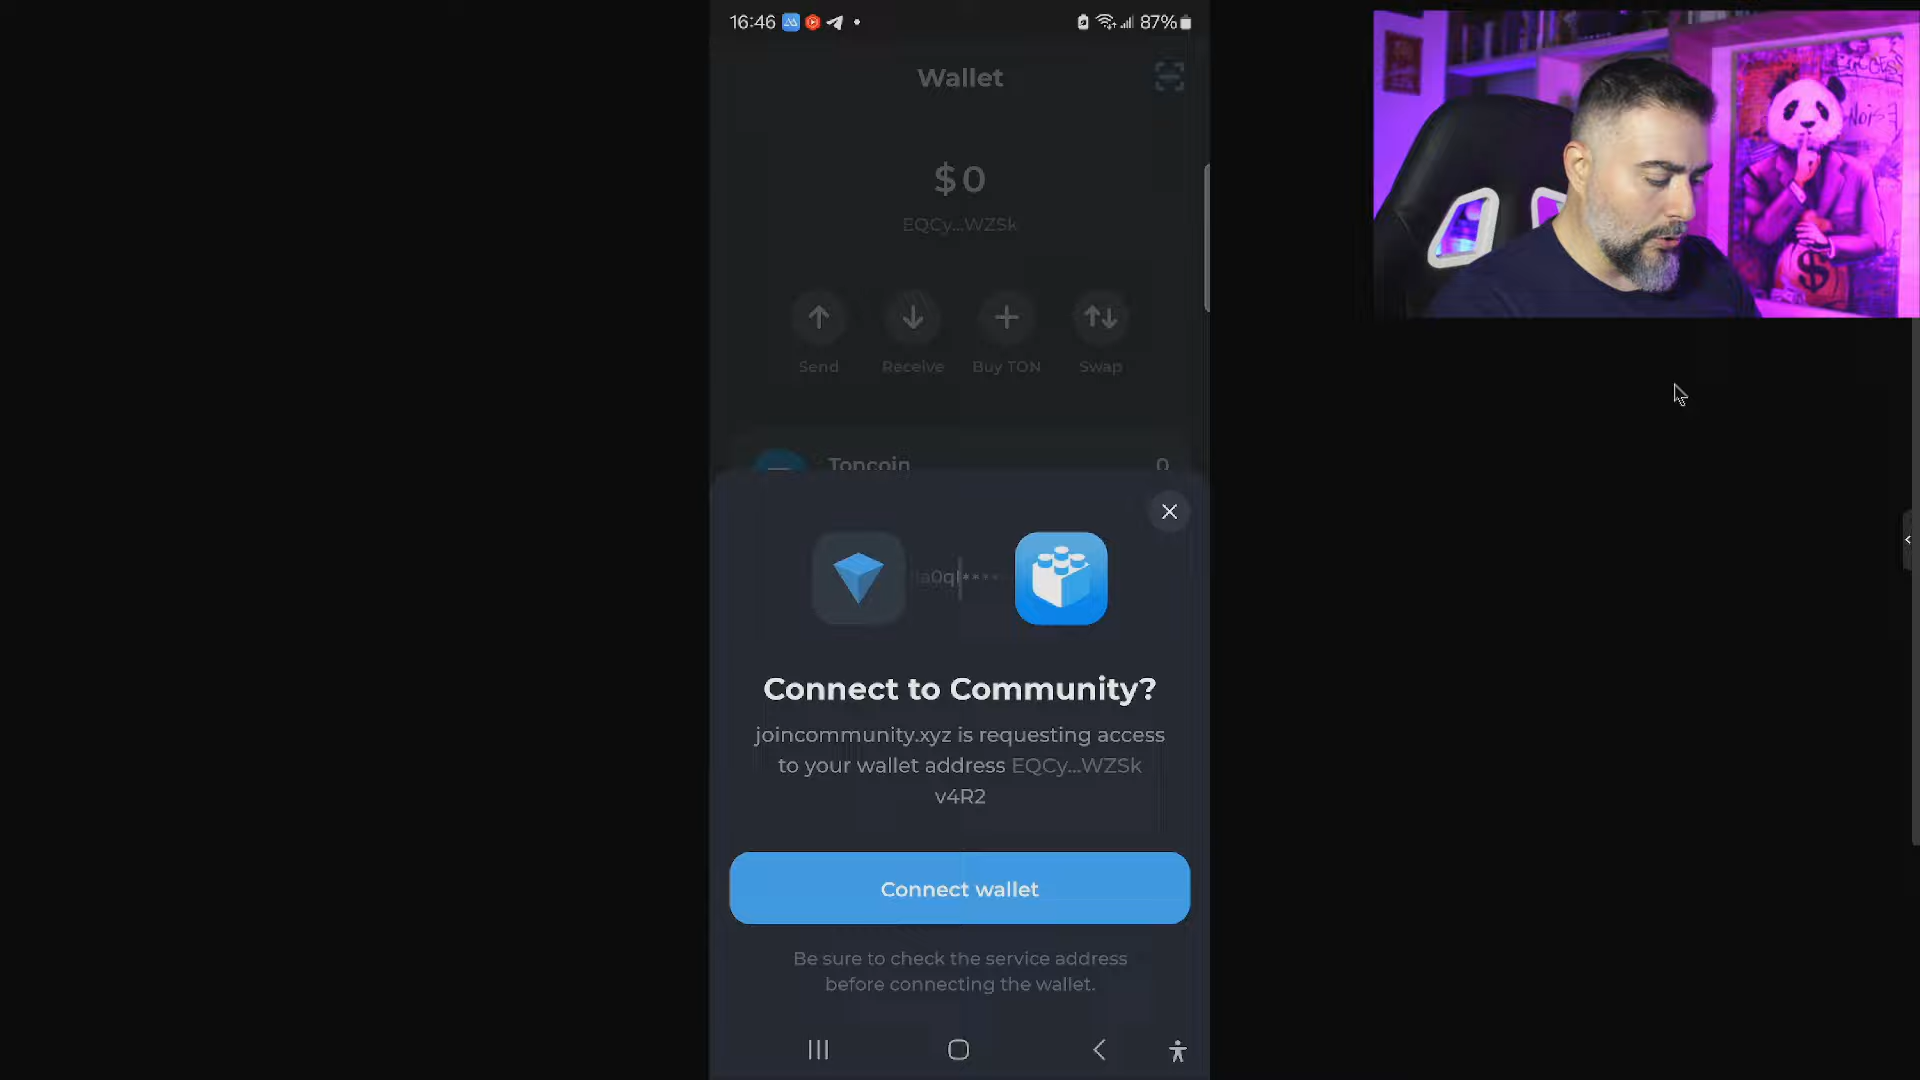 16:46
87%
Wallet
$0
EQCy...WZSk
Send
Receive
Buy TON
Swap
Toncoin
0
a0ql****
Connect to Community?
joincommunity.xyz is requesting access
to your wallet address EQCy...WZSk
v4R2
Connect wallet
Be sure to check the service address
before connecting the wallet.
NOiSE
$